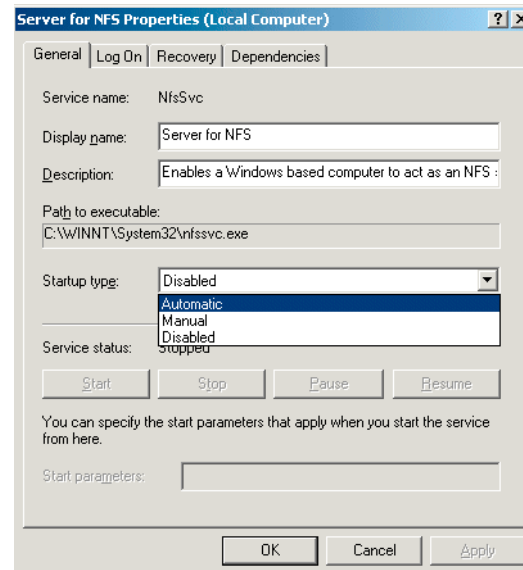 Server for NFS Properties (Local Computer)
General Log On Recovery Dependencies
Service name: NfsSvc
Display name: Server for NFS
Description: Enables a Windows based computer to act as an NFS
Path to executable:
C:\WINNT\System32\nfssvc.exe
Startup type: Disabled
Automatic
Manual
Disabled
Service status: Stopped
Start Stop Pause Resume
You can specify the start parameters that apply when you start the service
from here.
Start parameters:
OK Cancel Apply